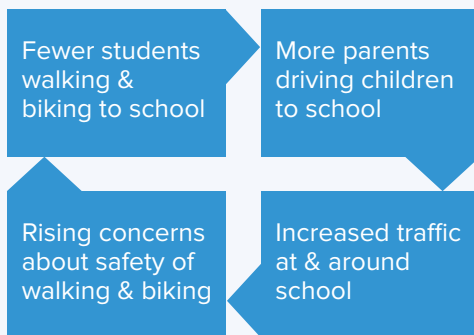 Fewer students
walking &
biking to school
More parents
driving children
to school
Rising concerns
about safety of
walking & biking
Increased traffic
at & around
school